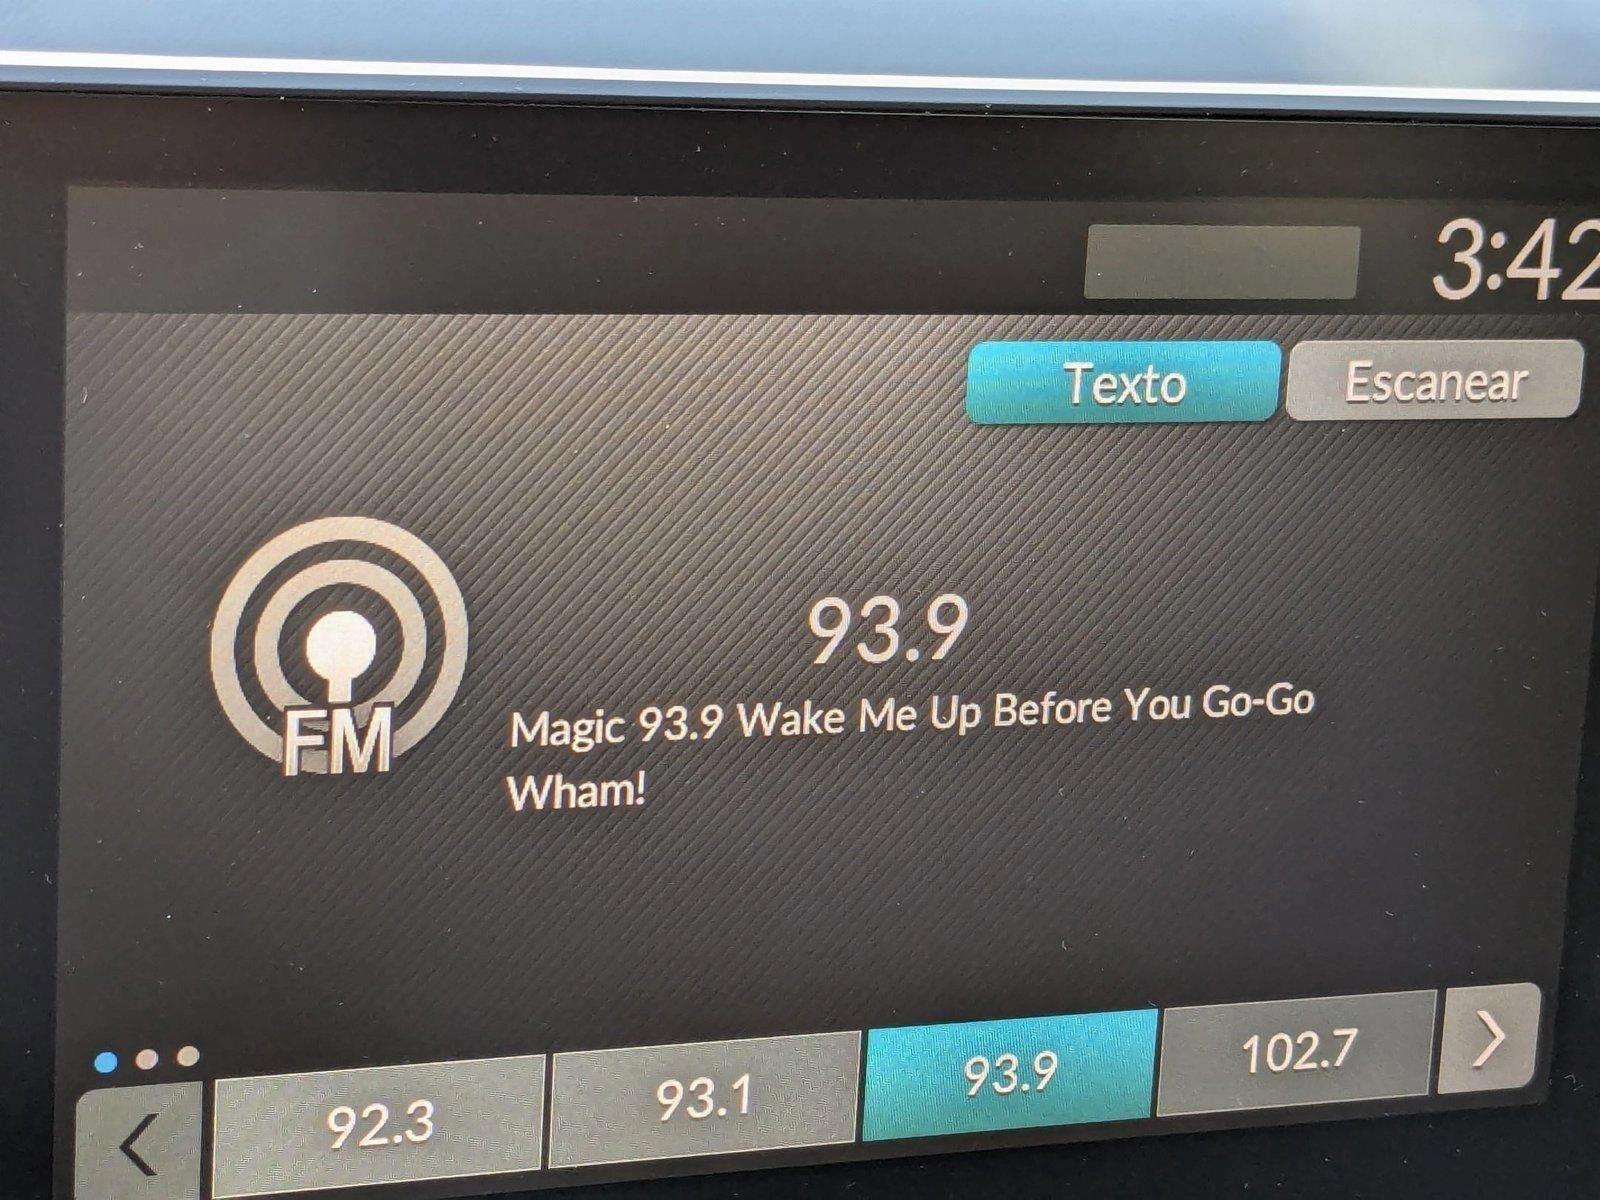 3:42
Texto
Escanear
FM
93.9
Magic 93.9 Wake Me Up Before You Go-Go
Wham!
92.3
93.1
93.9
102.7